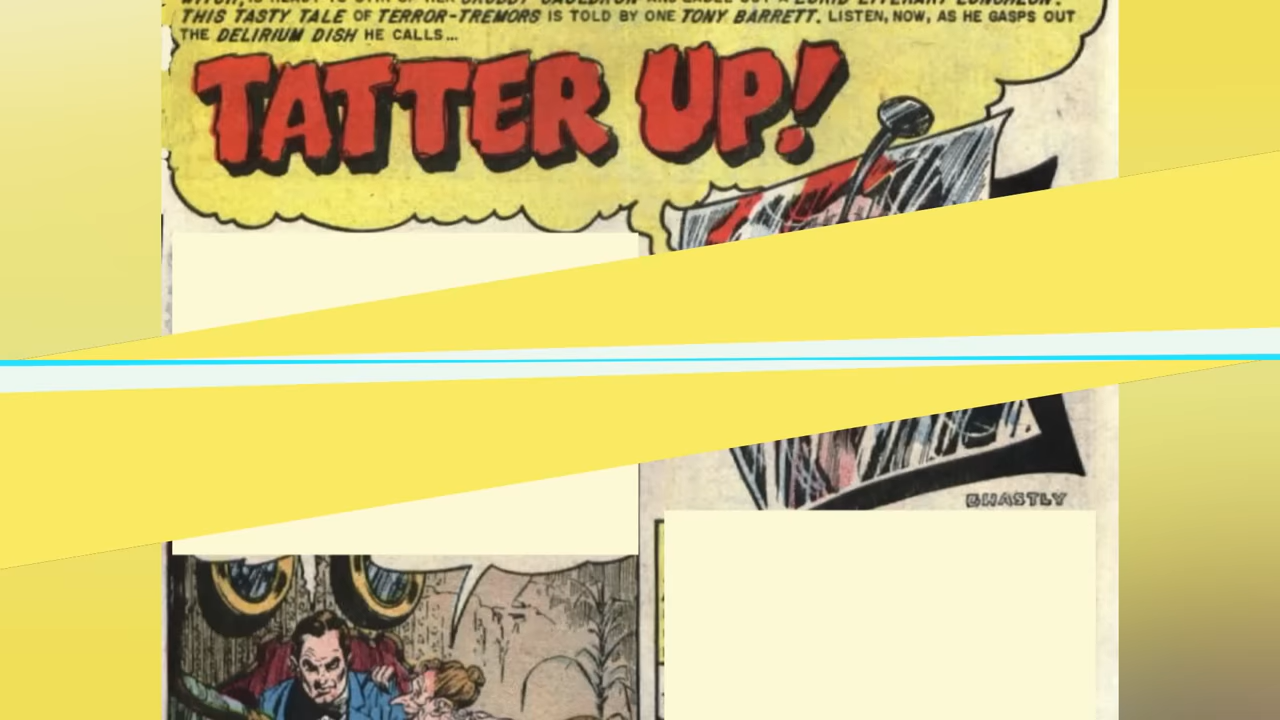 THIS TASTY TALE OF TERROR-TREMORS IS TOLD BY ONE TONY BARRETT. LISTEN, NOW, AS HE GASPS OUT
THE DELIRIUM DISH HE CALLS...
TATTER UP!
GHASTLY